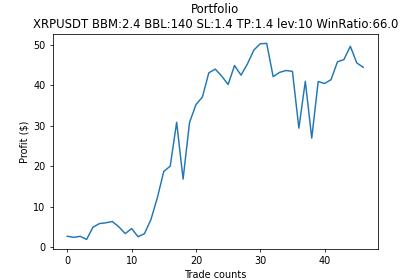 Portfolio
XRPUSDT BBM:2.4 BBL:140 SL:1.4 TP:1.4 lev:10 WinRatio:66.0
50
40
30
20
10
0
Profit ($)
0 10 20 30 40
Trade counts